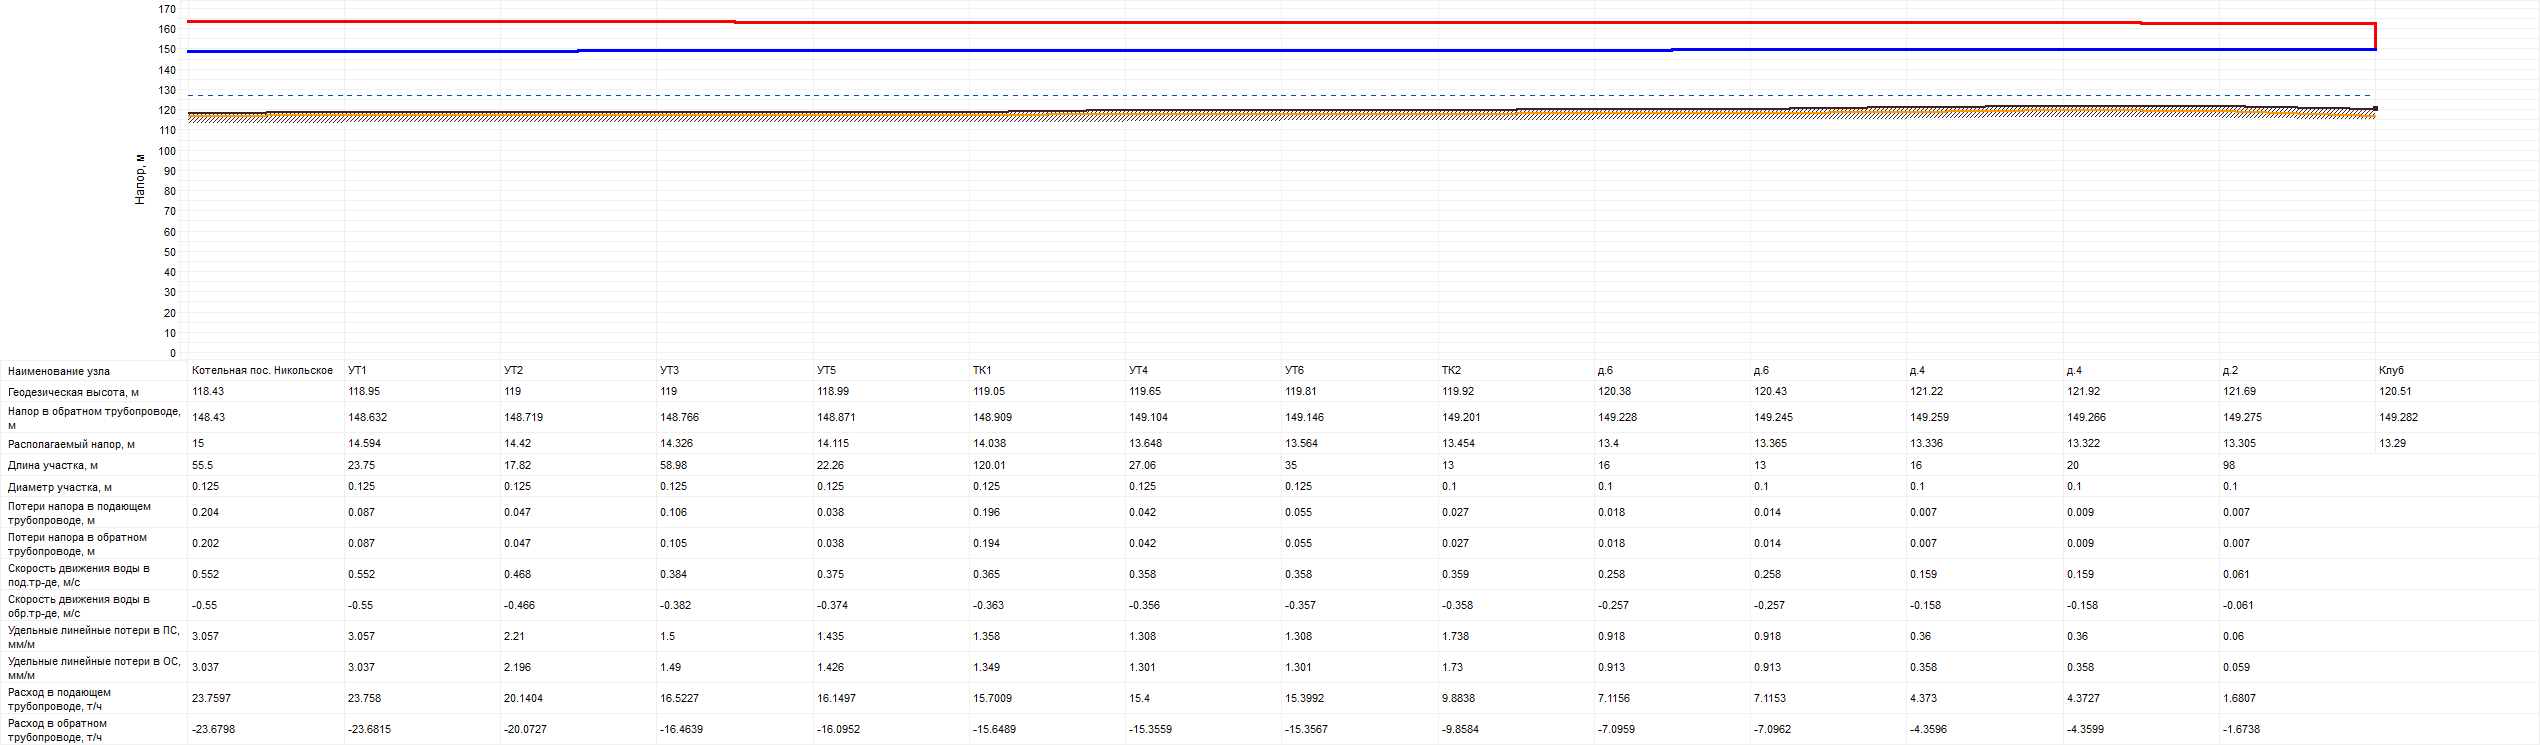 170
160
150
140
130
120
110
100
90
80
70
60
50
40
30
20
10
0
Напор, м
Наименование узла Котельная пос. Никольское УТ1 УТ2 УТ3 УТ5 ТК1 УТ4 УТ6 ТК2 д.6 д.6 д.4 д.4 д.2 Клуб
Геодезическая высота, м 118.43 118.95 119 119 118.99 119.05 119.65 119.81 119.92 120.38 120.43 121.22 121.92 121.69 120.51
Напор в обратном трубопроводе,
м 148.43 148.632 148.719 148.766 148.871 148.909 149.104 149.146 149.201 149.228 149.245 149.259 149.266 149.275 149.282
Располагаемый напор, м 15 14.594 14.42 14.326 14.115 14.038 13.648 13.564 13.454 13.4 13.365 13.336 13.322 13.305 13.29
Длина участка, м 55.5 23.75 17.82 58.98 22.26 120.01 27.06 35 13 16 13 16 20 98
Диаметр участка, м 0.125 0.125 0.125 0.125 0.125 0.125 0.125 0.125 0.1 0.1 0.1 0.1 0.1 0.1
Потери напора в подающем
трубопроводе, м 0.204 0.087 0.047 0.106 0.038 0.196 0.042 0.055 0.027 0.018 0.014 0.007 0.009 0.007
Потери напора в обратном
трубопроводе, м 0.202 0.087 0.047 0.105 0.038 0.194 0.042 0.055 0.027 0.018 0.014 0.007 0.009 0.007
Скорость движения воды в
под.тр-де, м/с 0.552 0.552 0.468 0.384 0.375 0.365 0.358 0.358 0.359 0.258 0.258 0.159 0.159 0.061
Скорость движения воды в
обр.тр-де, м/с -0.55 -0.55 -0.466 -0.382 -0.374 -0.363 -0.356 -0.357 -0.358 -0.257 -0.257 -0.158 -0.158 -0.061
Удельные линейные потери в ПС,
мм/м 3.057 3.057 2.21 1.5 1.435 1.358 1.308 1.308 1.738 0.918 0.918 0.36 0.36 0.06
Удельные линейные потери в ОС,
мм/м 3.037 3.037 2.196 1.49 1.426 1.349 1.301 1.301 1.73 0.913 0.913 0.358 0.358 0.059
Расход в подающем
трубопроводе, т/ч 23.7597 23.758 20.1404 16.5227 16.1497 15.7009 15.4 15.3992 9.8838 7.1156 7.1153 4.373 4.3727 1.6807
Расход в обратном
трубопроводе, т/ч -23.6798 -23.6815 -20.0727 -16.4639 -16.0952 -15.6489 -15.3559 -15.3567 -9.8584 -7.0959 -7.0962 -4.3596 -4.3599 -1.6738